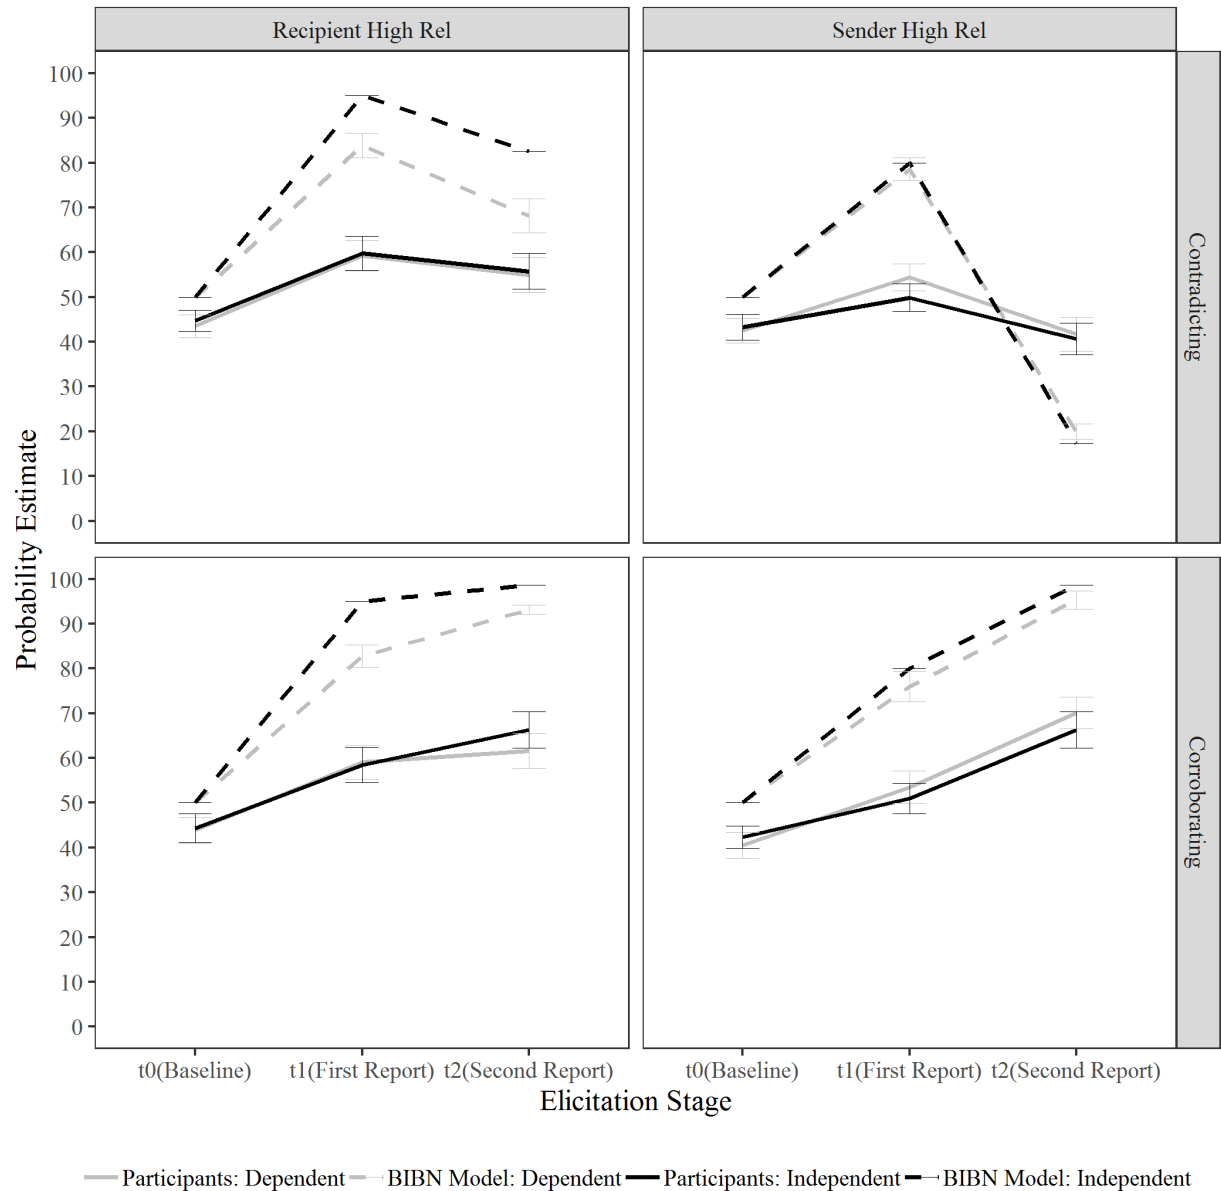 Recipient High Rel
Sender High Rel
100
90
80
70
60
50
40
30
20
10
0
Contradicting
Probability Estimate
100
90
80
70
60
50
40
30
20
10
0
Corroborating
t0(Baseline) t1(First Report) t2(Second Report)
t0(Baseline) t1(First Report) t2(Second Report)
Elicitation Stage
Participants: Dependent BIBN Model: Dependent Participants: Independent BIBN Model: Independent